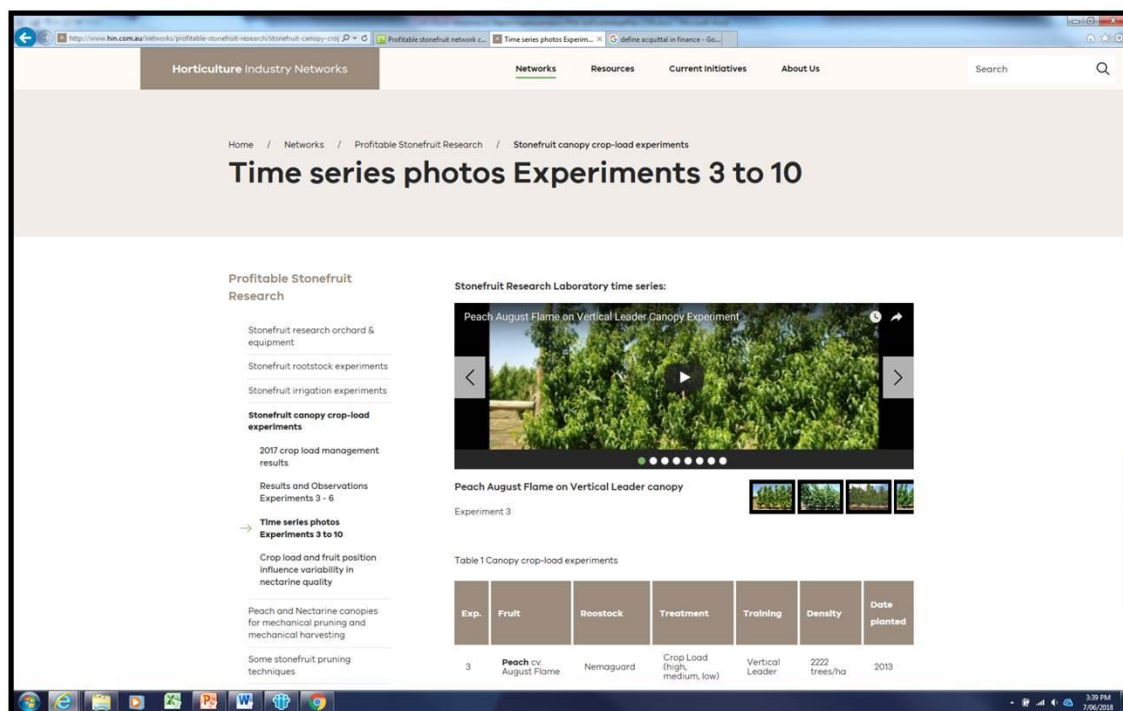 http://www.hin.com.au/networks/profitable-stonefruit-research/stonefruit-canopy-crop
Profitable stonefruit network c...
Time series photos Experim...
define acquittal in finance - Go...
Horticulture Industry Networks
Networks
Resources
Current Initiatives
About Us
Search
Home / Networks / Profitable Stonefruit Research / Stonefruit canopy crop-load experiments
Time series photos Experiments 3 to 10
Profitable Stonefruit
Research
Stonefruit research orchard &
equipment
Stonefruit rootstock experiments
Stonefruit irrigation experiments
Stonefruit canopy crop-load
experiments
2017 crop load management
results
Results and Observations
Experiments 3 - 6
Time series photos
Experiments 3 to 10
Crop load and fruit position
influence variability in
nectarine quality
Peach and Nectarine canopies
for mechanical pruning and
mechanical harvesting
Some stonefruit pruning
techniques
Stonefruit Research Laboratory time series:
Peach August Flame on Vertical Leader Canopy Experiment
Peach August Flame on Vertical Leader canopy
Experiment 3
Table 1 Canopy crop-load experiments
Exp. Fruit Roostock Treatment Training Density Date planted
3 Peach cv. August Flame Nemaguard Crop Load (high, medium, low) Vertical Leader 2222 trees/ha 2013
3:39 PM
7/06/2018